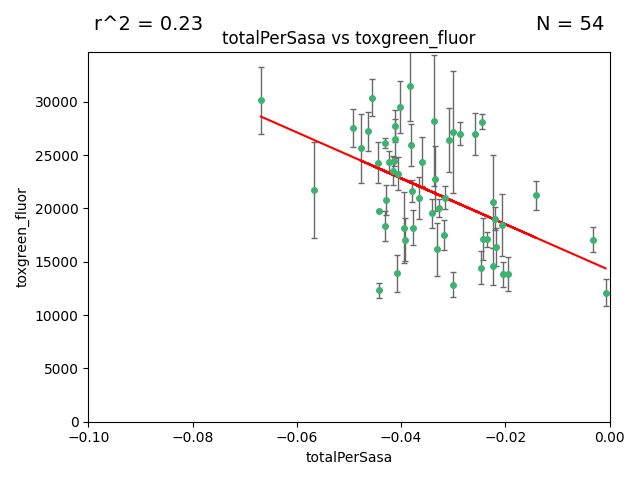 r^2 = 0.23
N = 54
totalPerSasa vs toxgreen_fluor
30000
25000
20000
15000
10000
5000
0
toxgreen_fluor
−0.10
−0.08
−0.06
−0.04
−0.02
0.00
totalPerSasa